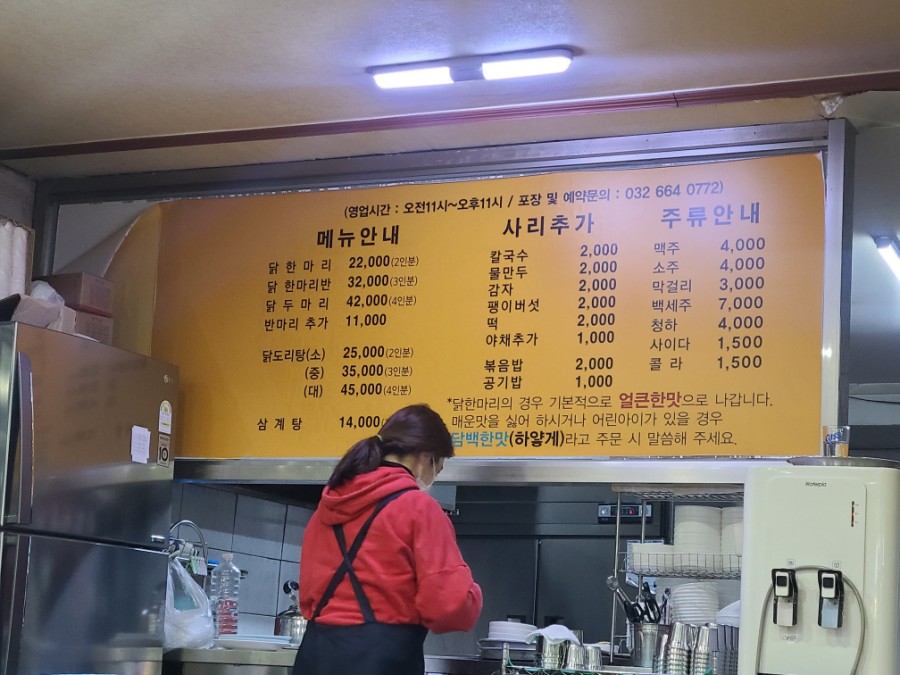 (영업시간 : 오전11시~오후11시 / 포장 및 예약문의 : 032 664 0772)
메뉴안내
닭 한 마 리 22,000(2인분)
닭 한마리반 32,000(3인분)
닭 두 마 리 42,000(4인분)
반마리 추가 11,000
닭도리탕(소) 25,000(2인분)
(중) 35,000(3인분)
(대) 45,000(4인분)
삼 계 탕 14,000
사리추가
칼국수 2,000
물만두 2,000
감자 2,000
팽이버섯 2,000
떡 2,000
야채추가 1,000
볶음밥 2,000
공기밥 1,000
주류안내
맥주 4,000
소주 4,000
막걸리 3,000
백세주 7,000
청하 4,000
사이다 1,500
콜 라 1,500
*닭한마리의 경우 기본적으로 얼큰한맛으로 나갑니다.
매운맛을 싫어 하시거나 어린아이가 있을 경우
담백한맛(하얗게)라고 주문 시 말씀해 주세요.